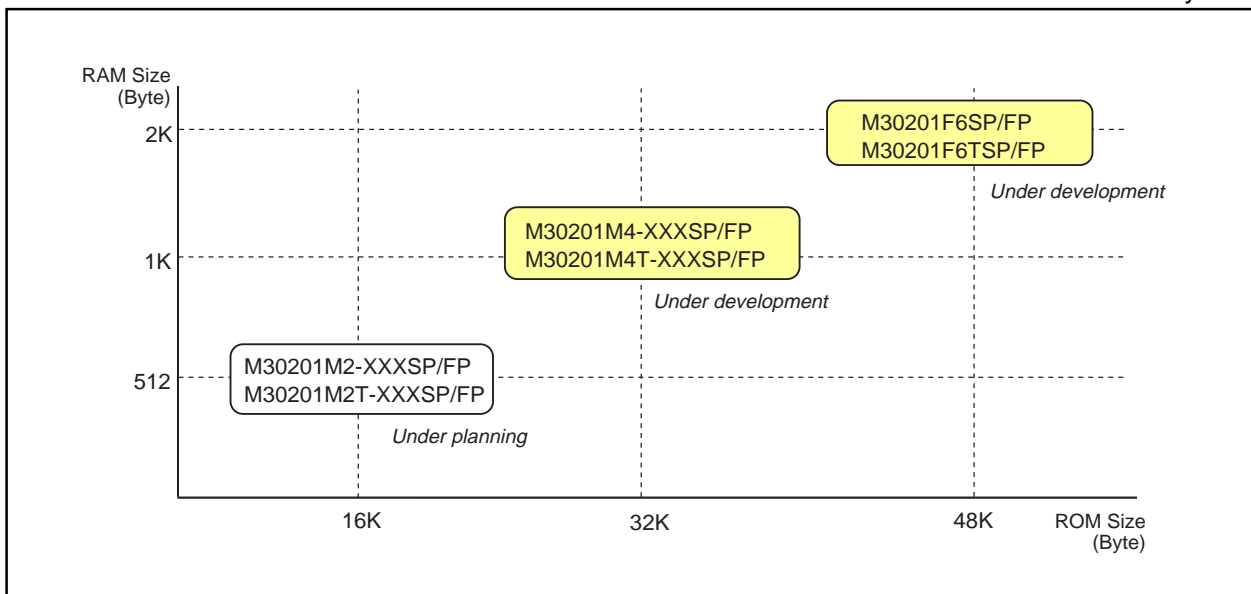 RAM Size
(Byte)
2K
M30201F6SP/FP
M30201F6TSP/FP
Under development
1K
M30201M4-XXXSP/FP
M30201M4T-XXXSP/FP
Under development
512
M30201M2-XXXSP/FP
M30201M2T-XXXSP/FP
Under planning
16K
32K
48K
ROM Size
(Byte)